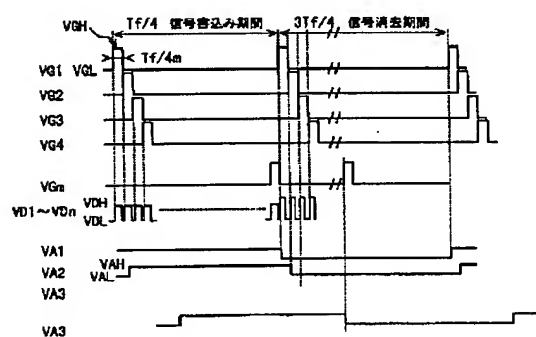 VGH
Tf/4 信号書込み期間
3Tf/4 信号消去期間
Tf/4m
VG1 VGL
VG2
VG3
VG4
VGm
VD1～VDn VDH
VDL
VA1
VA2 VAH
VAL
VA3
VA3